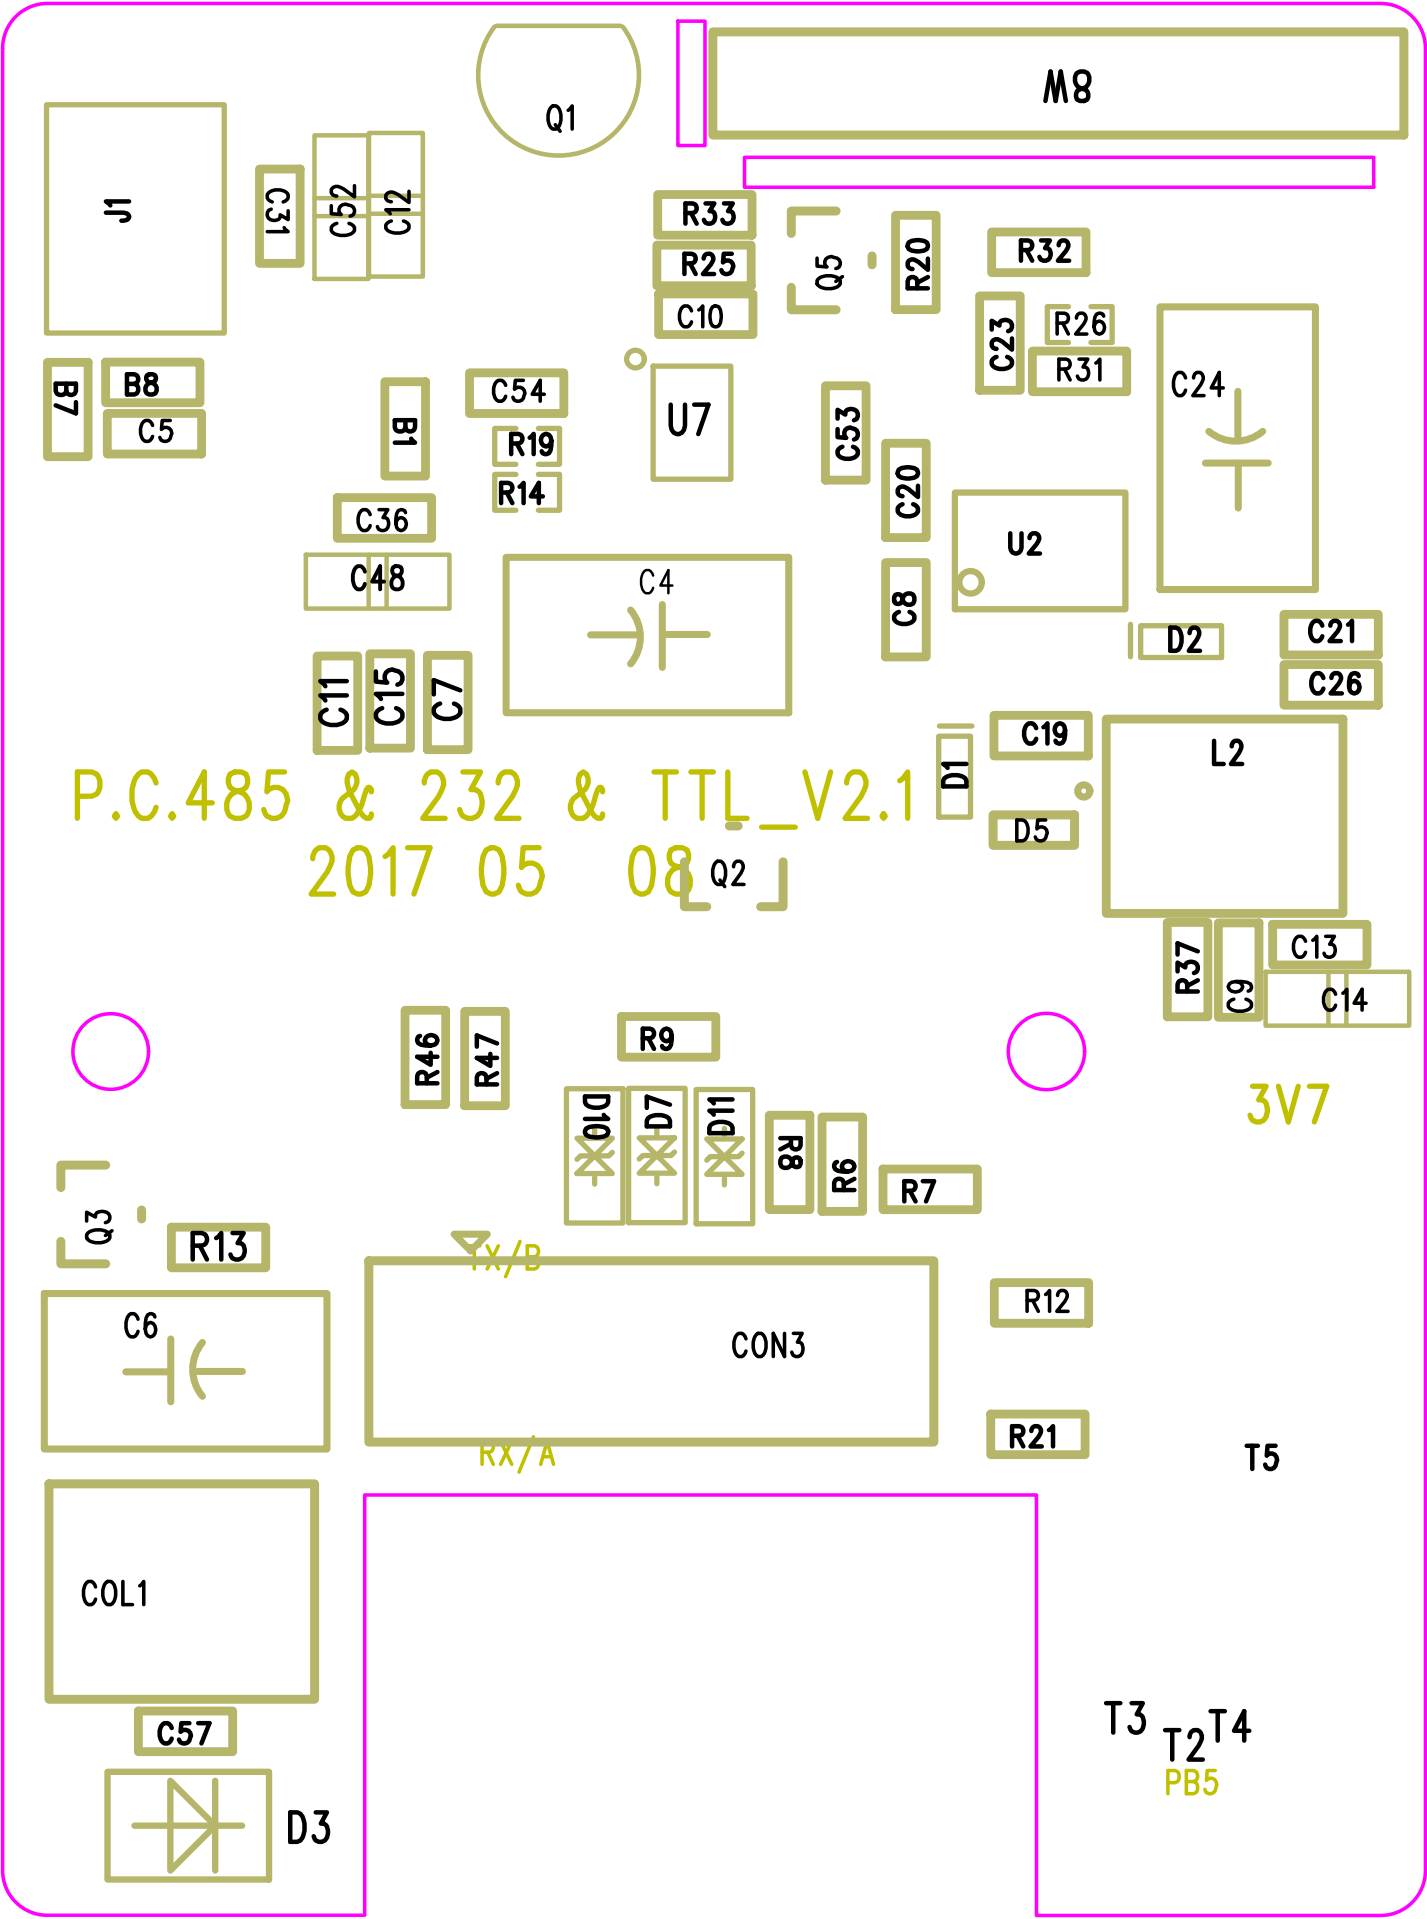 W8
Q1
J1
C31
C52
C12
R33
Q5
R20
R32
R25
C10
C23
R26
R31
C24
B7
B8
C5
B1
C54
R19
R14
U7
C53
C20
C36
C48
C4
U2
C8
D2
C21
C26
C11
C15
C7
C19
L2
D1
P.C.485 & 232 & TTL_V2.1
D5
2017 05 08
Q2
R37
C9
C13
C14
R46
R47
R9
3V7
D10
D7
D11
R8
R6
R7
Q3
R13
TX/B
R12
C6
CON3
R21
RX/A
T5
COL1
T3
T2
T4
C57
PB5
D3